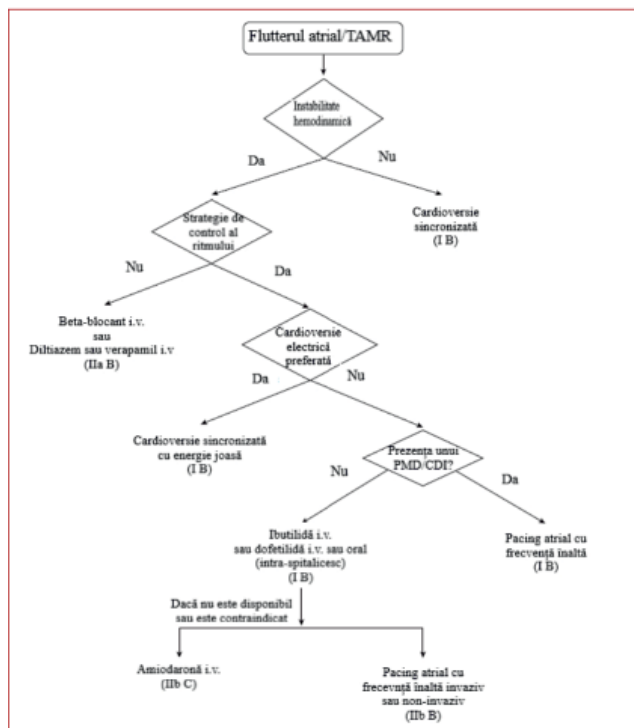 Flutterul atrial/TAMR
Instabilitate
hemodinamică
Da
Nu
Cardioversie
sincronizată
(I B)
Strategie de
control al
ritmului
Nu
Da
Beta-blocant i.v.
sau
Diltiazem sau verapamil i.v
(IIa B)
Cardioversie
electrică
preferată
Da
Nu
Cardioversie sincronizată
cu energie joasă
(I B)
Prezența unui
PMD/CDI?
Nu
Da
Ibutilidă i.v.
sau dofetilidă i.v. sau oral
(intra-spitalicesc)
(I B)
Pacing atrial cu
frecvență înaltă
(I B)
Dacă nu este disponibil
sau este contraindicat
Amiodaronă i.v.
(IIb C)
Pacing atrial cu
frecevnță înaltă invaziv
sau non-invaziv
(IIb B)